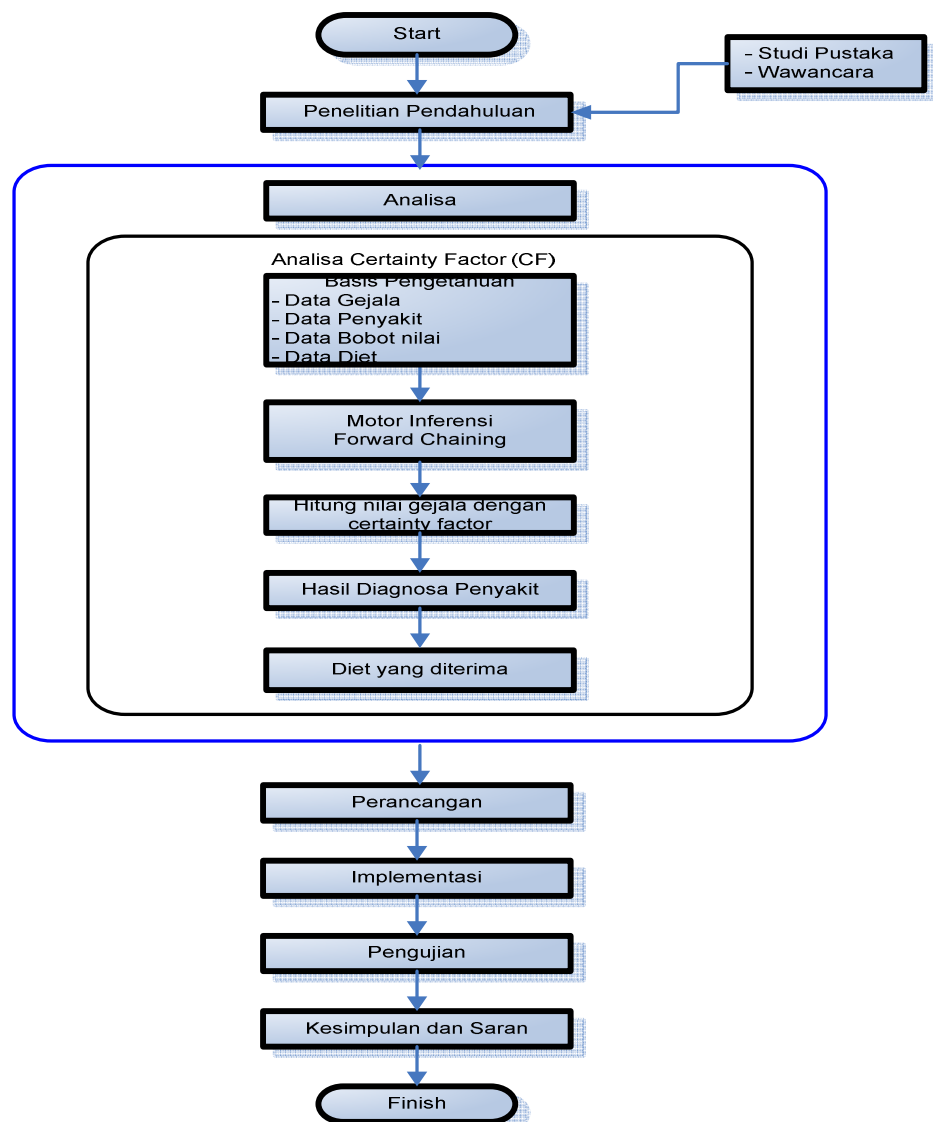 Start
- Studi Pustaka
- Wawancara
Penelitian Pendahuluan
Analisa
Analisa Certainty Factor (CF)
Basis Pengetahuan
- Data Gejala
- Data Penyakit
- Data Bobot nilai
- Data Diet
Motor Inferensi
Forward Chaining
Hitung nilai gejala dengan
certainty factor
Hasil Diagnosa Penyakit
Diet yang diterima
Perancangan
Implementasi
Pengujian
Kesimpulan dan Saran
Finish